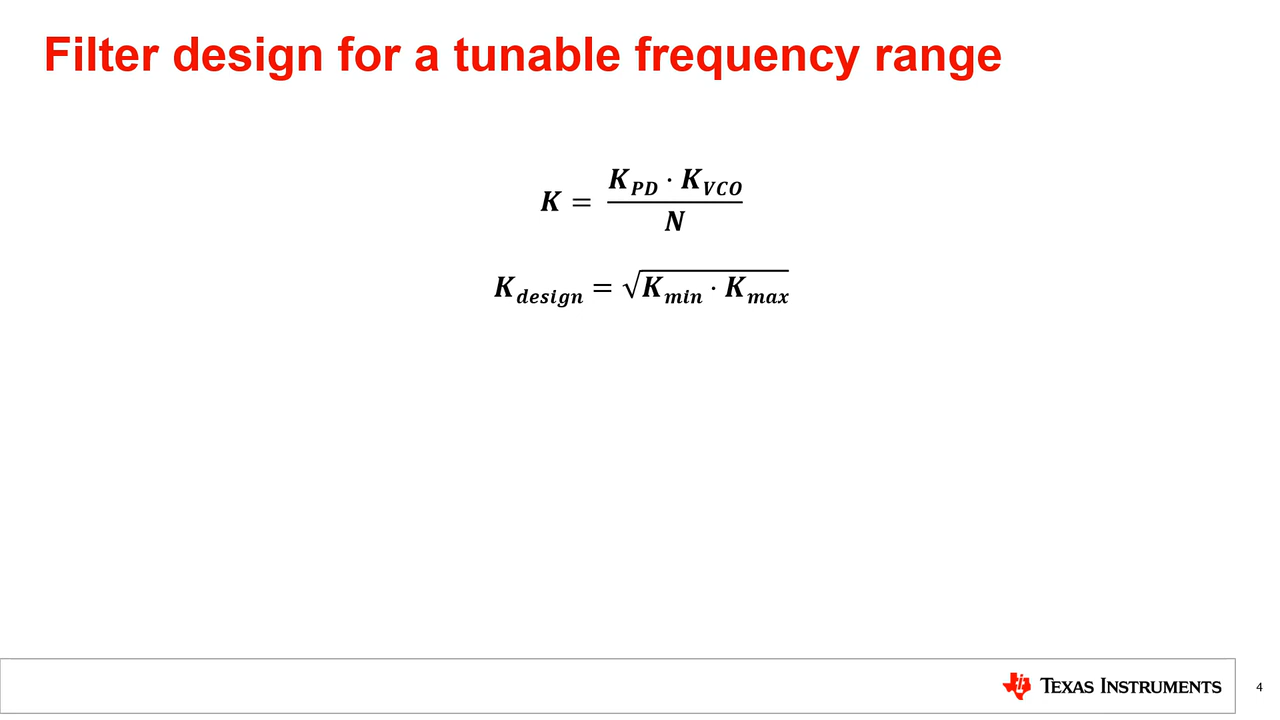 Filter design for a tunable frequency range
K = K_PD · K_VCO / N
K_design = √(K_min · K_max)
TEXAS INSTRUMENTS
4